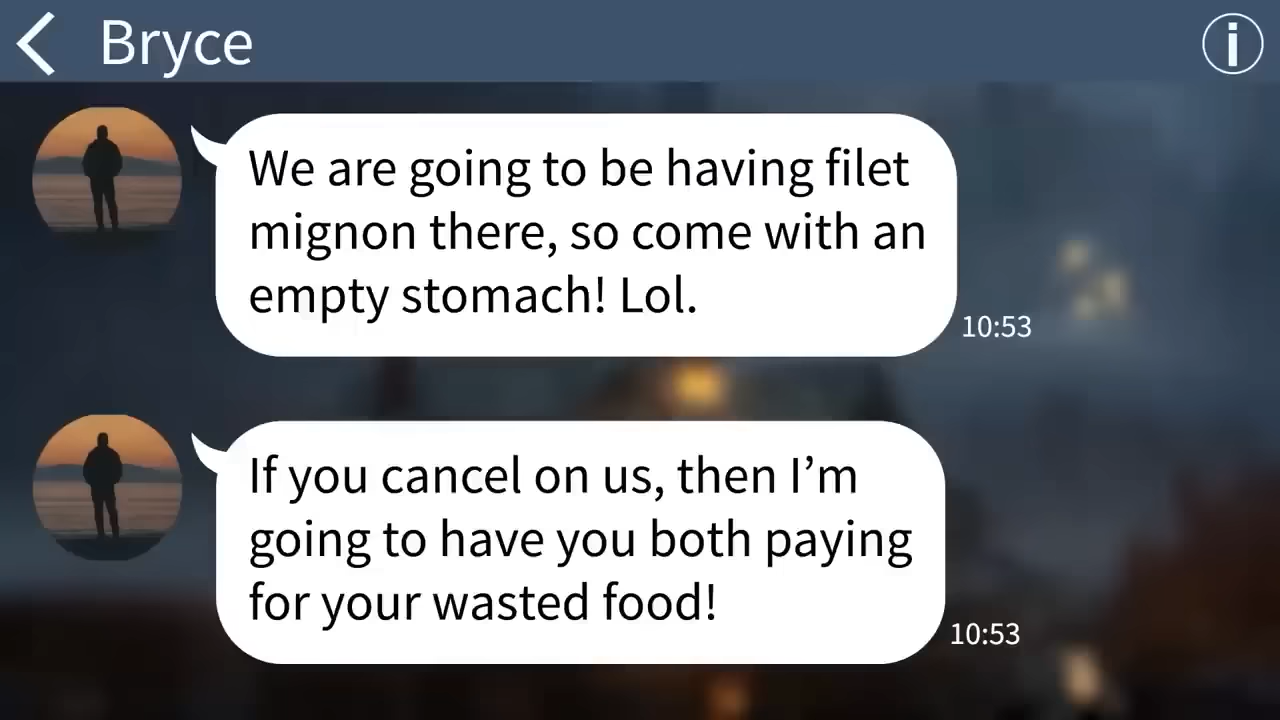 Bryce
i
We are going to be having filet
mignon there, so come with an
empty stomach! Lol.
10:53
If you cancel on us, then I’m
going to have you both paying
for your wasted food!
10:53